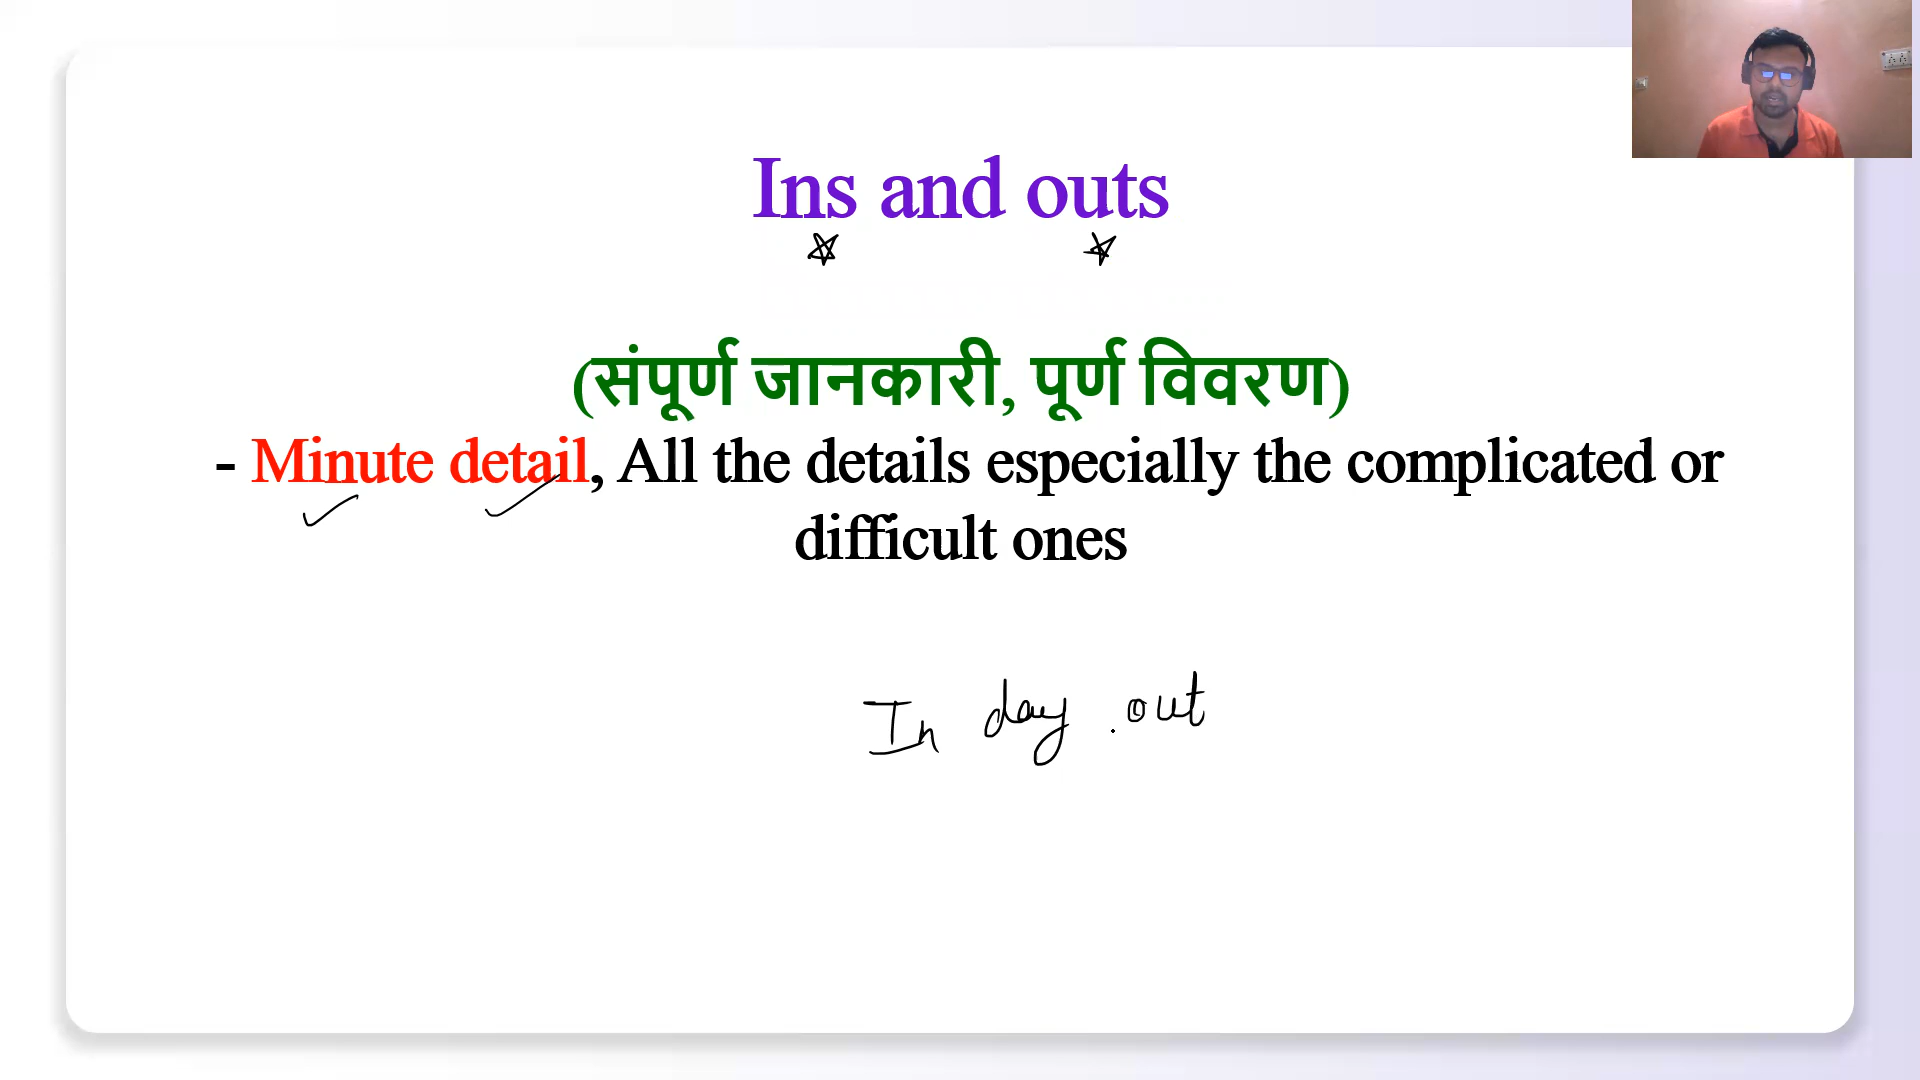 Ins and outs
(संपूर्ण जानकारी, पूर्ण विवरण)
- Minute detail, All the details especially the complicated or
difficult ones
In day out